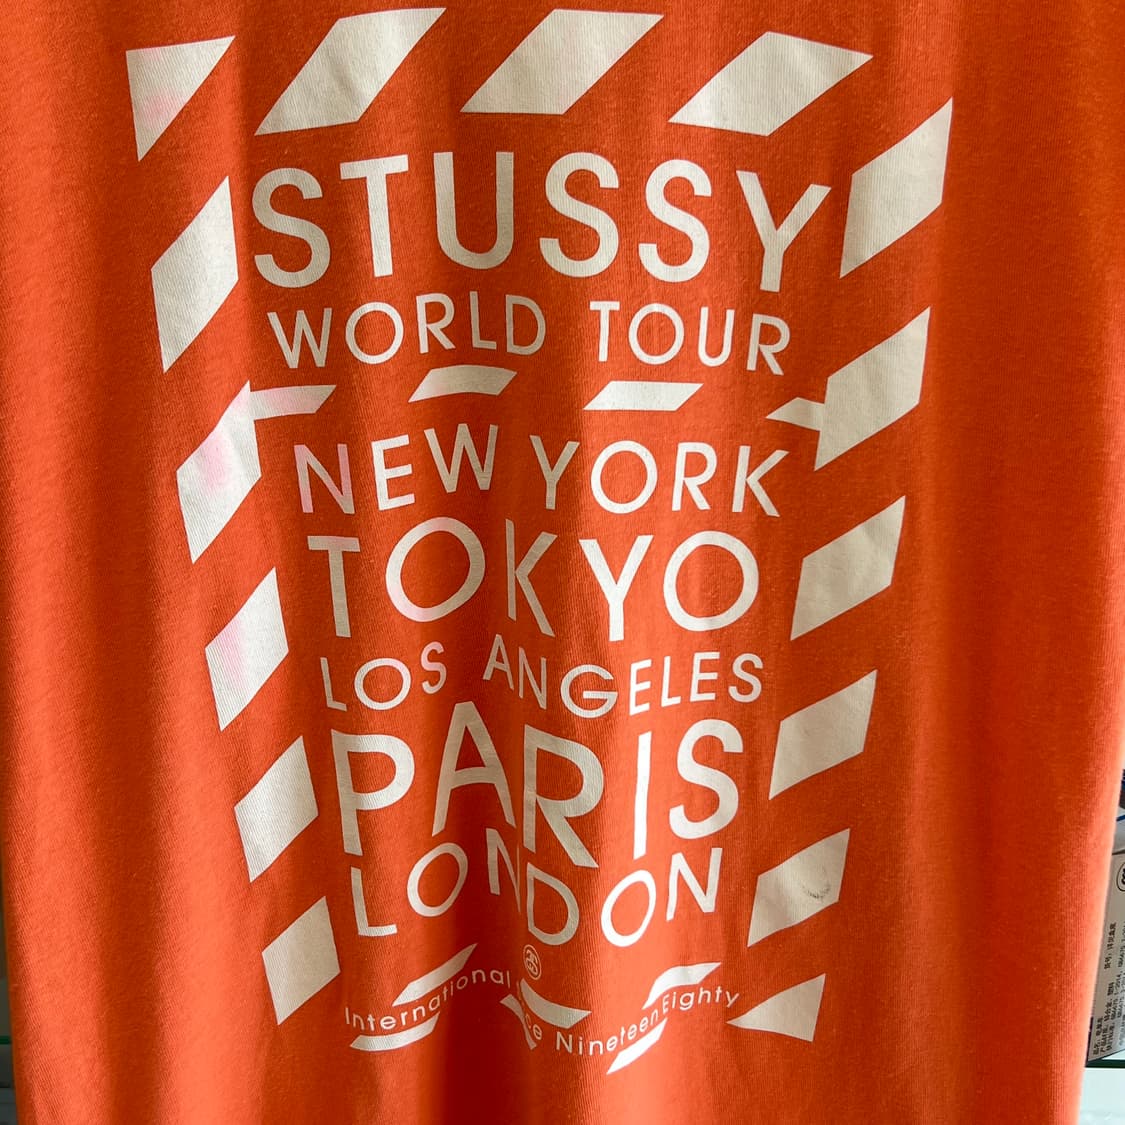 STUSSY
WORLD TOUR
NEW YORK
TOKYO
LOS ANGELES
PARIS
LONDON
International Nineteen Eighty